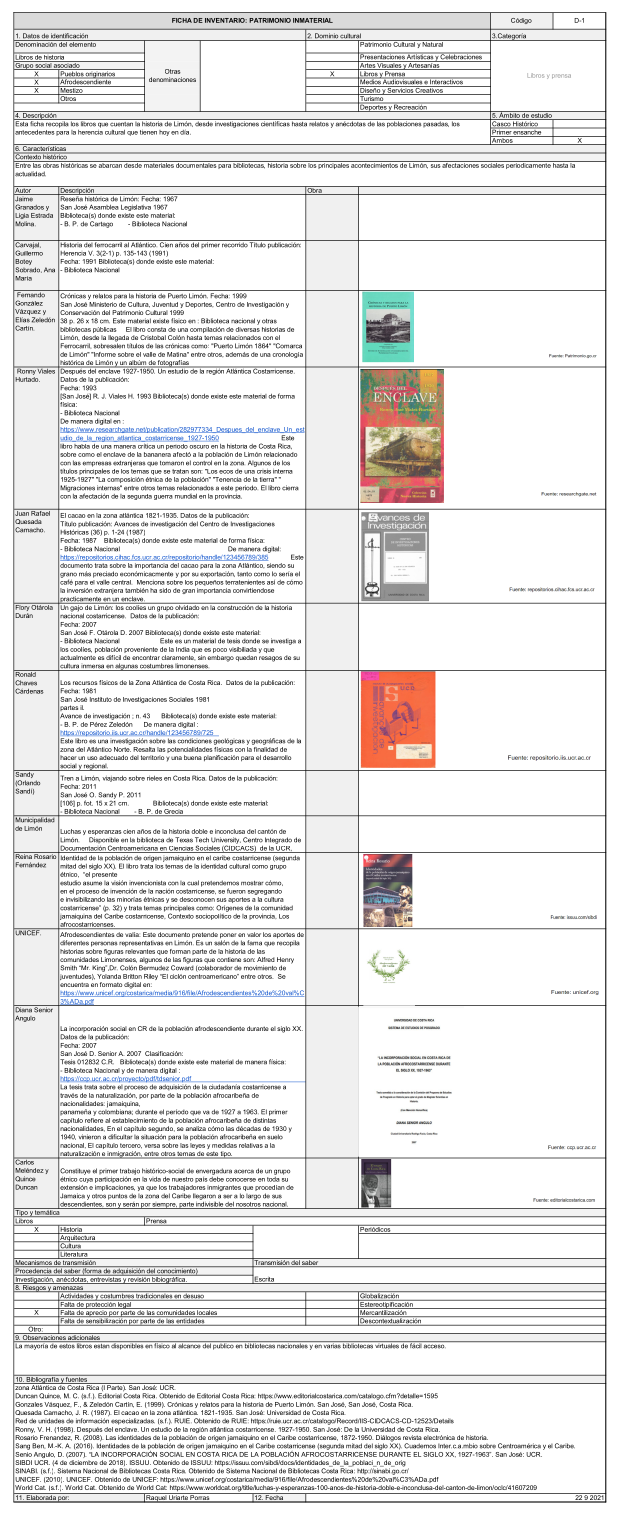 FICHA DE INVENTARIO: PATRIMONIO INMATERIAL
Código
D-1
1. Datos de identificación
2. Dominio cultural
3.Categoría
Denominación del elemento
Otras denominaciones
Patrimonio Cultural y Natural
Libros y prensa
Libros de historia
Presentaciones Artísticas y Celebraciones
Grupo social asociado
Artes Visuales y Artesanías
X Pueblos originarios
X Libros y Prensa
X Afrodescendiente
Medios Audiovisuales e Interactivos
X Mestizo
Diseño y Servicios Creativos
Otros
Turismo
Deportes y Recreación
4. Descripción
5. Ámbito de estudio
Esta ficha recopila los libros que cuentan la historia de Limón, desde investigaciones científicas hasta relatos y anécdotas de las poblaciones pasadas, los
antecedentes para la herencia cultural que tienen hoy en día.
Casco Histórico
Primer ensanche
Ambos X
6. Características
Contexto histórico
Entre las obras históricas se abarcan desde materiales documentales para bibliotecas, historia sobre los principales acontecimientos de Limón, sus afectaciones sociales periodicamente hasta la
actualidad.
Autor
Descripción
Obra
Jaime
Granados y
Ligia Estrada
Molina.
Reseña histórica de Limón: Fecha: 1967
San José Asamblea Legislativa 1967
Biblioteca(s) donde existe este material:
- B. P. de Cartago - Biblioteca Nacional
Carvajal,
Guillermo
Botey
Sobrado, Ana
María
Historia del ferrocarril al Atlántico. Cien años del primer recorrido Título publicación:
Herencia V. 3(2-1) p. 135-143 (1991)
Fecha: 1991 Biblioteca(s) donde existe este material:
- Biblioteca Nacional
Fernando
González
Vázquez y
Elías Zeledón
Cartín.
Crónicas y relatos para la historia de Puerto Limón. Fecha: 1999
San José Ministerio de Cultura, Juventud y Deportes, Centro de Investigación y
Conservación del Patrimonio Cultural 1999
38 p. 26 x 18 cm. Este material existe físico en : Biblioteca nacional y otras
bibliotecas públicas El libro consta de una compilación de diversas historias de
Limón, desde la llegada de Cristobal Colón hasta temas relacionados con el
Ferrocarril, sobresalen títulos de las crónicas como: "Puerto Limón 1864" "Comarca
de Limón" "Informe sobre el valle de Matina" entre otros, además de una cronología
histórica de Limón y un albúm de fotografías
Fuente: Patrimonio.go.cr
Ronny Viales
Hurtado.
Después del enclave 1927-1950. Un estudio de la región Atlántica Costarricense.
Datos de la publicación:
Fecha: 1993
[San José] R. J. Viales H. 1993 Biblioteca(s) donde existe este material de forma
física:
- Biblioteca Nacional
De manera digital en :
https://www.researchgate.net/publication/282977334_Despues_del_enclave_Un_est
udio_de_la_region_atlantica_costarricense_1927-1950 Este
libro habla de una manera crítica un periodo oscuro en la historia de Costa Rica,
sobre como el enclave de la bananera afectó a la población de Limón relacionado
con las empresas extranjeras que tomaron el control en la zona. Algunos de los
títulos principales de los temas que se tratan son: "Los ecos de una crisis interna
1925-1927" "La composición étnica de la población" "Tenencia de la tierra" "
Migraciones internas" entre otros temas relacionados a este periodo. El libro cierra
con la afectación de la segunda guerra mundial en la provincia.
DESPUES DEL
ENCLAVE
Fuente: researchgate.net
Juan Rafael
Quesada
Camacho.
El cacao en la zona atlántica 1821-1935. Datos de la publicación:
Título publicación: Avances de investigación del Centro de Investigaciones
Históricas (36) p. 1-24 (1987)
Fecha: 1987 Biblioteca(s) donde existe este material de forma física:
- Biblioteca Nacional De manera digital:
https://repositorios.cihac.fcs.ucr.ac.cr/repositorio/handle/123456789/385 Este
documento trata sobre la importancia del cacao para la zona Atlántico, siendo su
grano más preciado económicacmente y por su exportación, tanto como lo sería el
café para el valle central. Menciona sobre los pequeños terratenientes así de cómo
la inversión extranjera también ha sido de gran importancia convirtiendose
practicamente en un enclave.
avances de
investigación
Fuente: repositorios.cihac.fcs.ucr.ac.cr
Flory Otárola
Durán
Un gajo de Limón: los coolies un grupo olvidado en la construcción de la historia
nacional costarricense. Datos de la publicación:
Fecha: 2007
San José F. Otárola D. 2007 Biblioteca(s) donde existe este material:
- Biblioteca Nacional Este es un material de tesis donde se investiga a
los coolies, población proveniente de la India que es poco visibiliada y que
actualmente es difícil de encontrar claramente, sin embargo quedan resagos de su
cultura inmersa en algunas costumbres limonenses.
Ronald
Chaves
Cárdenas
Los recursos físicos de la Zona Atlántica de Costa Rica. Datos de la publicación:
Fecha: 1981
San José Instituto de Investigaciones Sociales 1981
partes il.
Avance de investigación ; n. 43 Biblioteca(s) donde existe este material:
- B. P. de Pérez Zeledón De manera digital :
https://repositorio.iis.ucr.ac.cr/handle/123456789/725
Este libro es una investigación sobre las condiciones geológicas y geográficas de la
zona del Atlántico Norte. Resalta las potencialidades físicas con la finalidad de
hacer un uso adecuado del territorio y una buena planificación para el desarrollo
social y regional.
Fuente: repositorio.iis.ucr.ac.cr
Sandy
(Orlando
Sandí)
Tren a Limón, viajando sobre rieles en Costa Rica. Datos de la publicación:
Fecha: 2011
San José O. Sandy P. 2011
[106] p. fot. 15 x 21 cm. Biblioteca(s) donde existe este material:
- Biblioteca Nacional - B. P. de Grecia
Municipalidad
de Limón
Luchas y esperanzas cien años de la historia doble e inconclusa del cantón de
Limón. Disponible en la biblioteca de Texas Tech University, Centro Integrado de
Documentación Centroamericana en Ciencias Sociales (CIDCACS) de la UCR.
Reina Rosario
Fernández
Identidad de la población de origen jamaiquino en el caribe costarricense (segunda
mitad del siglo XX). El libro trata los temas de la identidad cultural como grupo
étnico, "el presente
estudio asume la visión invencionista con la cual pretendemos mostrar cómo,
en el proceso de invención de la nación costarricense, se fueron segregando
e invisibilizando las minorías étnicas y se desconocen sus aportes a la cultura
costarricense" (p. 32) y trata temas principales como: Orígenes de la comunidad
jamaiquina del Caribe costarricense, Contexto sociopolítico de la provincia, Los
afrocostarricenses.
Fuente: issuu.com/sibdi
UNICEF.
Afrodescendientes de valía: Este documento pretende poner en valor los aportes de
diferentes personas representativas en Limón. Es un salón de la fama que recopila
historias sobre figuras relevantes que forman parte de la historia de las
comunidades Limonenses, algunos de las figuras que contiene son: Alfred Henry
Smith "Mr. King",Dr. Colón Bermudez Coward (colaborador de movimiento de
juventudes), Yolanda Britton Riley "El ciclón centroamericano" entre otros. Se
encuentra en formato digital en:
https://www.unicef.org/costarica/media/916/file/Afrodescendientes%20de%20val%C
3%ADa.pdf
Fuente: unicef.org
Diana Senior
Angulo
La incorporación social en CR de la población afrodescendiente durante el siglo XX.
Datos de la publicación:
Fecha: 2007
San José D. Senior A. 2007 Clasificación:
Tesis 012832 C.R. Biblioteca(s) donde existe este material de manera física:
- Biblioteca Nacional y de manera digital :
https://ccp.ucr.ac.cr/proyecto/pdf/tdsenior.pdf
La tesis trata sobre el proceso de adquisición de la ciudadanía costarricense a
través de la naturalización, por parte de la población afrocaribeña de
nacionalidades: jamaiquina,
panameña y colombiana; durante el período que va de 1927 a 1963. El primer
capítulo refiere al establecimiento de la población afrocaribeña de distintas
nacionalidades, En el capítulo segundo, se analiza cómo las décadas de 1930 y
1940, vinieron a dificultar la situación para la población afrocaribeña en suelo
nacional, El capítulo tercero, versa sobre las leyes y medidas relativas a la
naturalización e inmigración, entre otros temas de este tipo.
UNIVERSIDAD DE COSTA RICA
SISTEMA DE ESTUDIOS DE POSGRADO
"LA INCORPORACIÓN SOCIAL EN COSTA RICA DE
LA POBLACIÓN AFROCOSTARRICENSE DURANTE
EL SIGLO XX, 1927-1963"
DIANA SENIOR ANGULO
Fuente: ccp.ucr.ac.cr
Carlos
Meléndez y
Quince
Duncan
Constituye el primer trabajo histórico-social de envergadura acerca de un grupo
étnico cuya participación en la vida de nuestro país debe conocerse en toda su
extensión e implicaciones, ya que los trabajadores inmigrantes que procedían de
Jamaica y otros puntos de la zona del Caribe llegaron a ser a lo largo de sus
descendientes, son y serán por siempre, parte indivisible del nosotros nacional.
Fuente: editorialcostarica.com
Tipo y temática
Libros
Prensa
X Historia
Periódicos
Arquitectura
Cultura
Literatura
Mecanismos de transmisión
Transmisión del saber
Procedencia del saber (forma de adquisición del conocimiento)
Investigación, anécdotas, entrevistas y revisión bibiográfica.
Escrita
8. Riesgos y amenazas
Actividades y costumbres tradicionales en desuso
Globalización
Falta de protección legal
Estereotipificación
X Falta de aprecio por parte de las comunidades locales
Mercantilización
Falta de sensibilización por parte de las entidades
Descontextualización
Otro:
9. Observaciones adicionales
La mayoría de estos libros estan disponibles en físico al alcance del publico en bibliotecas nacionales y en varias bibliotecas virtuales de fácil acceso.
10. Bibliografía y fuentes
zona Atlántica de Costa Rica (I Parte). San José: UCR.
Duncan Quince, M. C. (s.f.). Editorial Costa Rica. Obtenido de Editorial Costa Rica: https://www.editorialcostarica.com/catalogo.cfm?detalle=1595
Gonzales Vásquez, F., & Zeledón Cartín, E. (1999). Crónicas y relatos para la historia de Puerto Limón. San José, San José, Costa Rica.
Quesada Camacho, J. R. (1987). El cacao en la zona atlántica. 1821-1935. San José: Universidad de Costa Rica.
Red de unidades de información especializadas. (s.f.). RUIE. Obtenido de RUIE: https://ruie.ucr.ac.cr/catalogo/Record/IIS-CIDCACS-CD-12523/Details
Ronny, V. H. (1998). Después del enclave. Un estudio de la región atlántica costarricense. 1927-1950. San José: De la Universidad de Costa Rica.
Rosario Frenandez, R. (2008). Las identidades de la población de origen jamaiquino en el Caribe costarricense, 1872-1950. Diálogos revista electrónica de historia.
Sang Ben, M.-K. A. (2016). Identidades de la población de origen jamaiquino en el Caribe costarricense (segunda mitad del siglo XX). Cuadernos Inter.c.a.mbio sobre Centroamérica y el Caribe.
Senio Angulo, D. (2007). "LA INCORPORACIÓN SOCIAL EN COSTA RICA DE LA POBLACIÓN AFROCOSTARRICENSE DURANTE EL SIGLO XX, 1927-1963". San José: UCR.
SIBDI UCR. (4 de diciembre de 2018). ISSUU. Obtenido de ISSUU: https://issuu.com/sibdi/docs/identidades_de_la_poblaci_n_de_orig
SINABI. (s.f.). Sistema Nacional de Bibliotecas Costa Rica. Obtenido de Sistema Nacional de Bibliotecas Costa Rica: http://sinabi.go.cr/
UNICEF. (2010). UNICEF. Obtenido de UNICEF: https://www.unicef.org/costarica/media/916/file/Afrodescendientes%20de%20val%C3%ADa.pdf
World Cat. (s.f.). World Cat. Obtenido de World Cat: https://www.worldcat.org/title/luchas-y-esperanzas-100-anos-de-historia-doble-e-inconclusa-del-canton-de-limon/oclc/41607209
11. Elaborada por:
Raquel Uriarte Porras
12. Fecha
22 9 2021